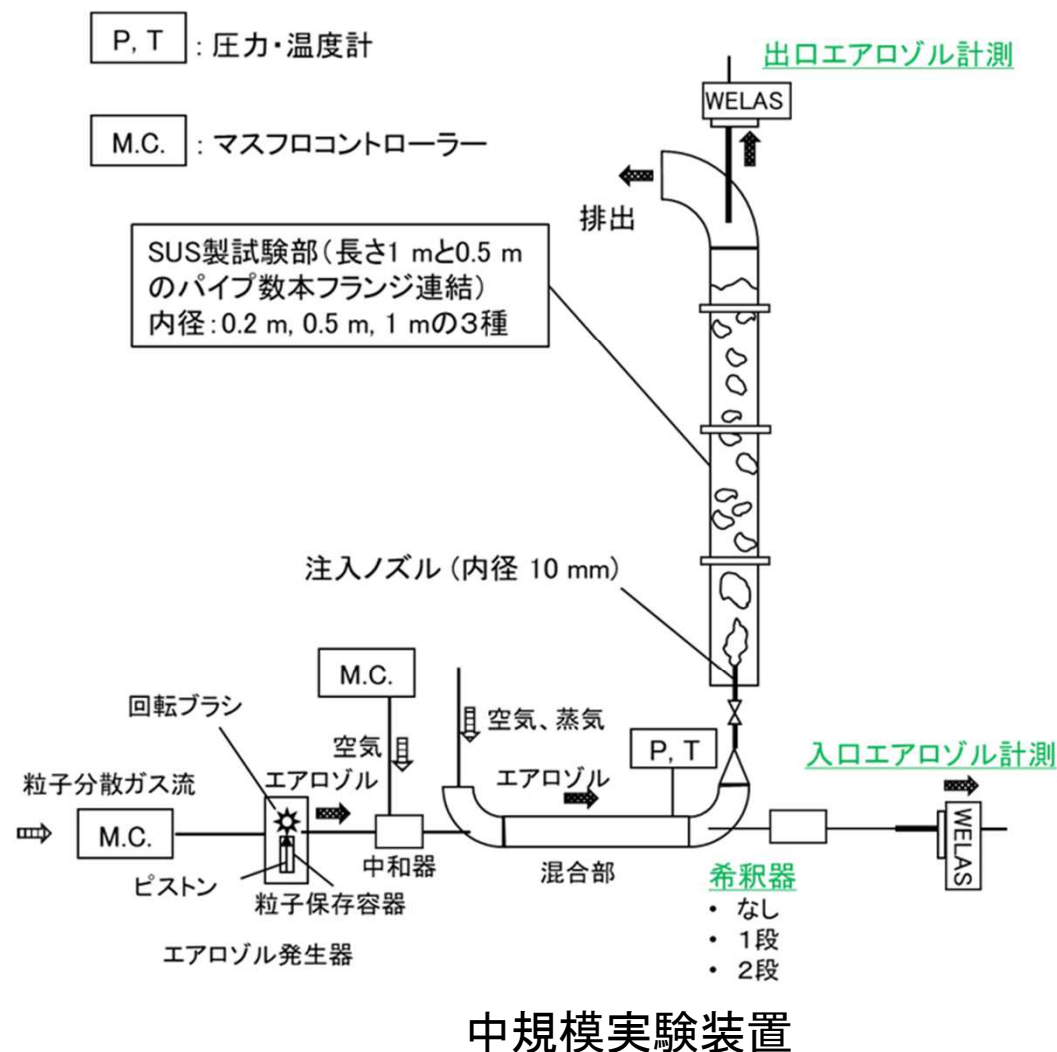 P, T : 圧力・温度計
M.C. : マスフロコントローラー
出口エアロゾル計測
WELAS
排出
SUS製試験部(長さ1 mと0.5 m
のパイプ数本フランジ連結)
内径:0.2 m, 0.5 m, 1 mの3種
注入ノズル (内径 10 mm)
M.C.
回転ブラシ
空気
空気、蒸気
P, T
入口エアロゾル計測
粒子分散ガス流
エアロゾル
エアロゾル
M.C.
WELAS
ピストン
中和器
混合部
希釈器
粒子保存容器
・ なし
・ 1段
・ 2段
エアロゾル発生器
中規模実験装置